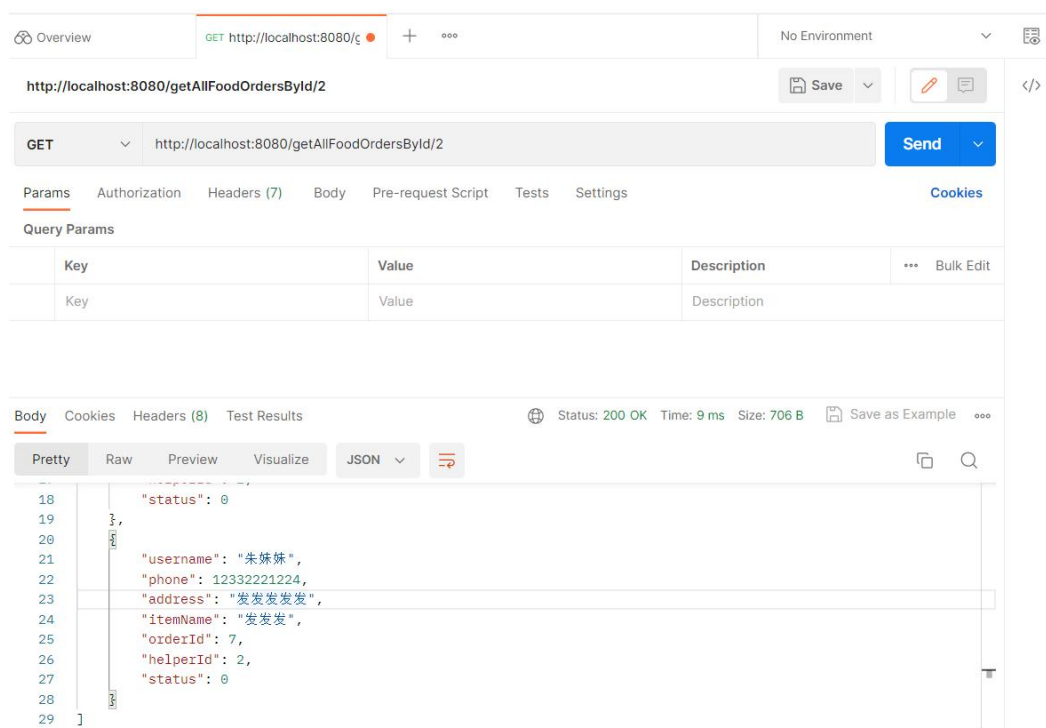 Overview GET http://localhost:8080/g No Environment
http://localhost:8080/getAllFoodOrdersById/2 Save
GET http://localhost:8080/getAllFoodOrdersById/2 Send
Params Authorization Headers (7) Body Pre-request Script Tests Settings Cookies
Query Params
Key Value Description Bulk Edit
Key Value Description
Body Cookies Headers (8) Test Results Status: 200 OK Time: 9 ms Size: 706 B Save as Example
Pretty Raw Preview Visualize JSON
18 "status": 0
19 },
20 {
21 "username": "朱妹妹",
22 "phone": 12332221224,
23 "address": "发发发发发",
24 "itemName": "发发发",
25 "orderId": 7,
26 "helperId": 2,
27 "status": 0
28 }
29 ]